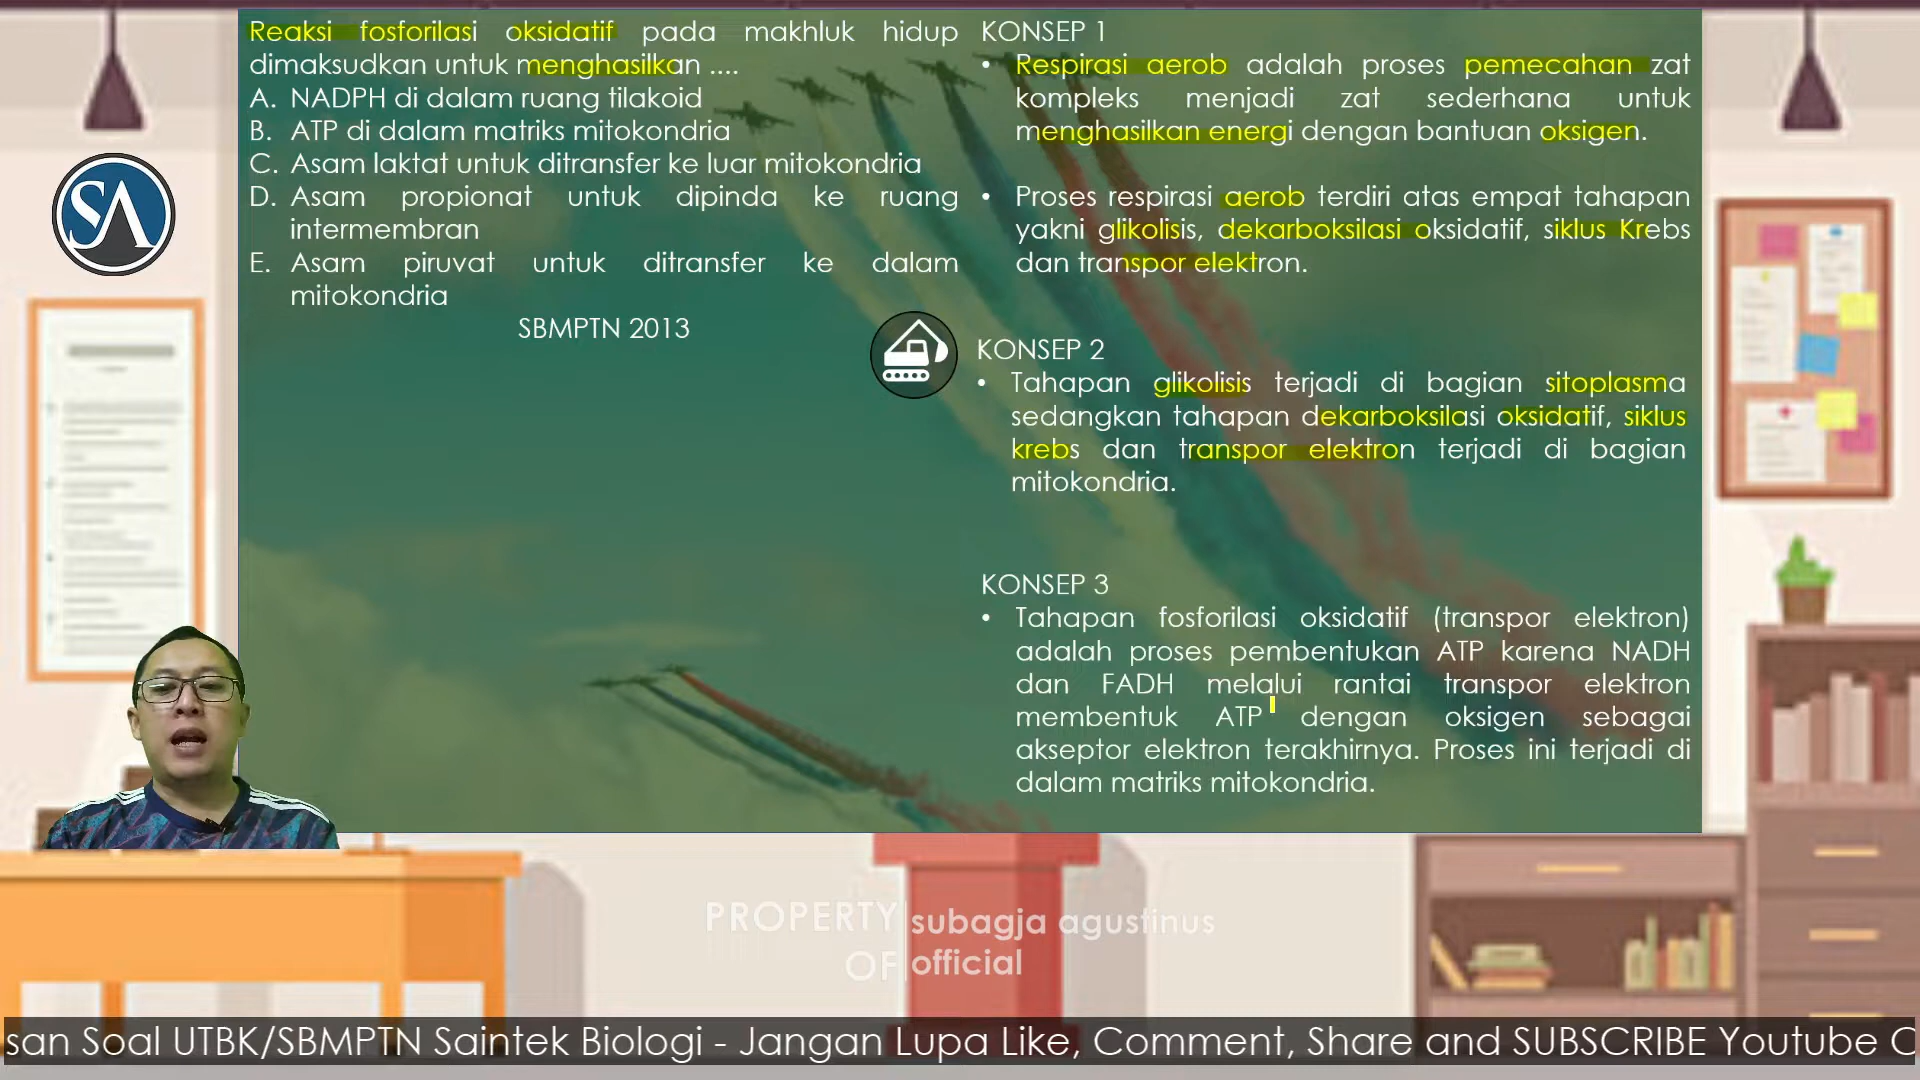 Reaksi fosforilasi oksidatif pada makhluk hidup
dimaksudkan untuk menghasilkan ....
A. NADPH di dalam ruang tilakoid
B. ATP di dalam matriks mitokondria
C. Asam laktat untuk ditransfer ke luar mitokondria
D. Asam propionat untuk dipinda ke ruang
intermembran
E. Asam piruvat untuk ditransfer ke dalam
mitokondria
SBMPTN 2013
KONSEP 1
• Respirasi aerob adalah proses pemecahan zat
kompleks menjadi zat sederhana untuk
menghasilkan energi dengan bantuan oksigen.
• Proses respirasi aerob terdiri atas empat tahapan
yakni glikolisis, dekarboksilasi oksidatif, siklus Krebs
dan transpor elektron.
KONSEP 2
• Tahapan glikolisis terjadi di bagian sitoplasma
sedangkan tahapan dekarboksilasi oksidatif, siklus
krebs dan transpor elektron terjadi di bagian
mitokondria.
KONSEP 3
• Tahapan fosforilasi oksidatif (transpor elektron)
adalah proses pembentukan ATP karena NADH
dan FADH melalui rantai transpor elektron
membentuk ATP dengan oksigen sebagai
akseptor elektron terakhirnya. Proses ini terjadi di
dalam matriks mitokondria.
SA
PROPERTY OF
subagja agustinus
official
san Soal UTBK/SBMPTN Saintek Biologi - Jangan Lupa Like, Comment, Share and SUBSCRIBE Youtube C